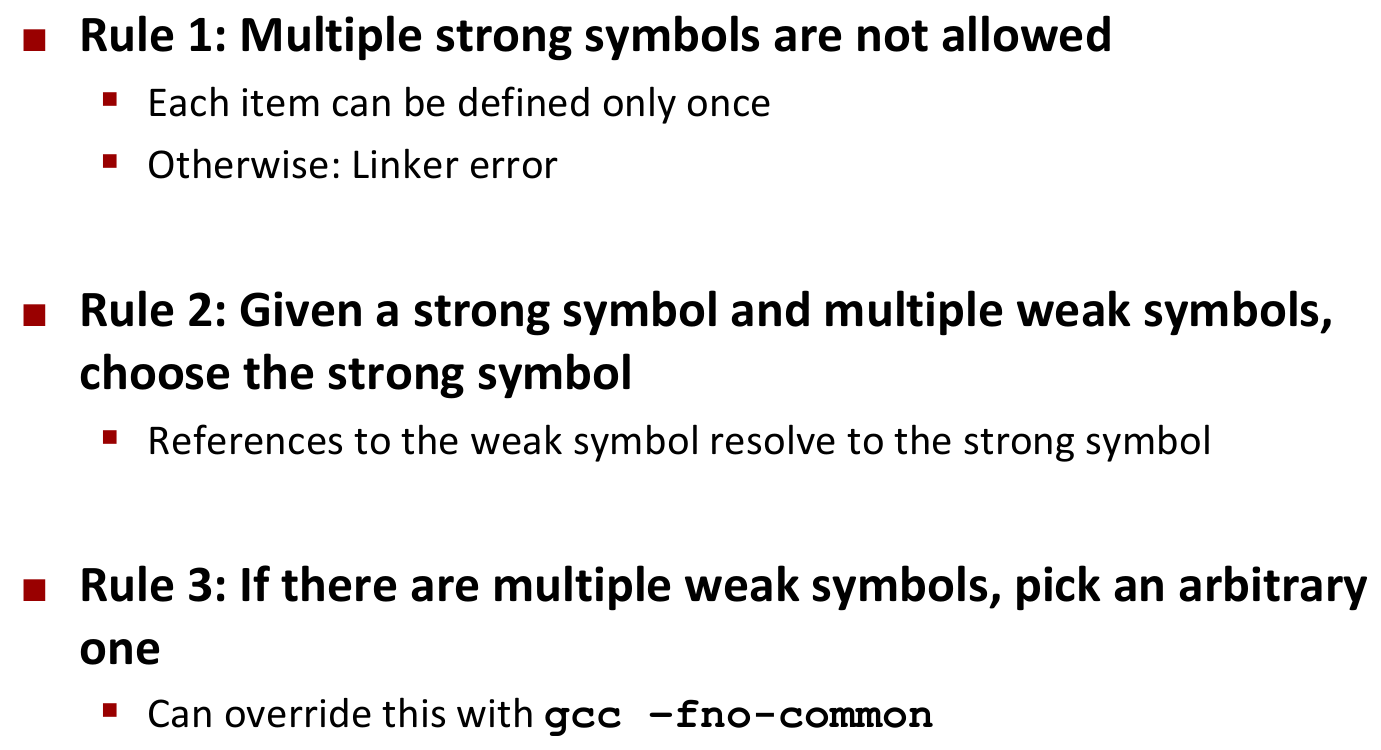 Rule 1: Multiple strong symbols are not allowed
Each item can be defined only once
Otherwise: Linker error
Rule 2: Given a strong symbol and multiple weak symbols,
choose the strong symbol
References to the weak symbol resolve to the strong symbol
Rule 3: If there are multiple weak symbols, pick an arbitrary
one
Can override this with gcc –fno-common